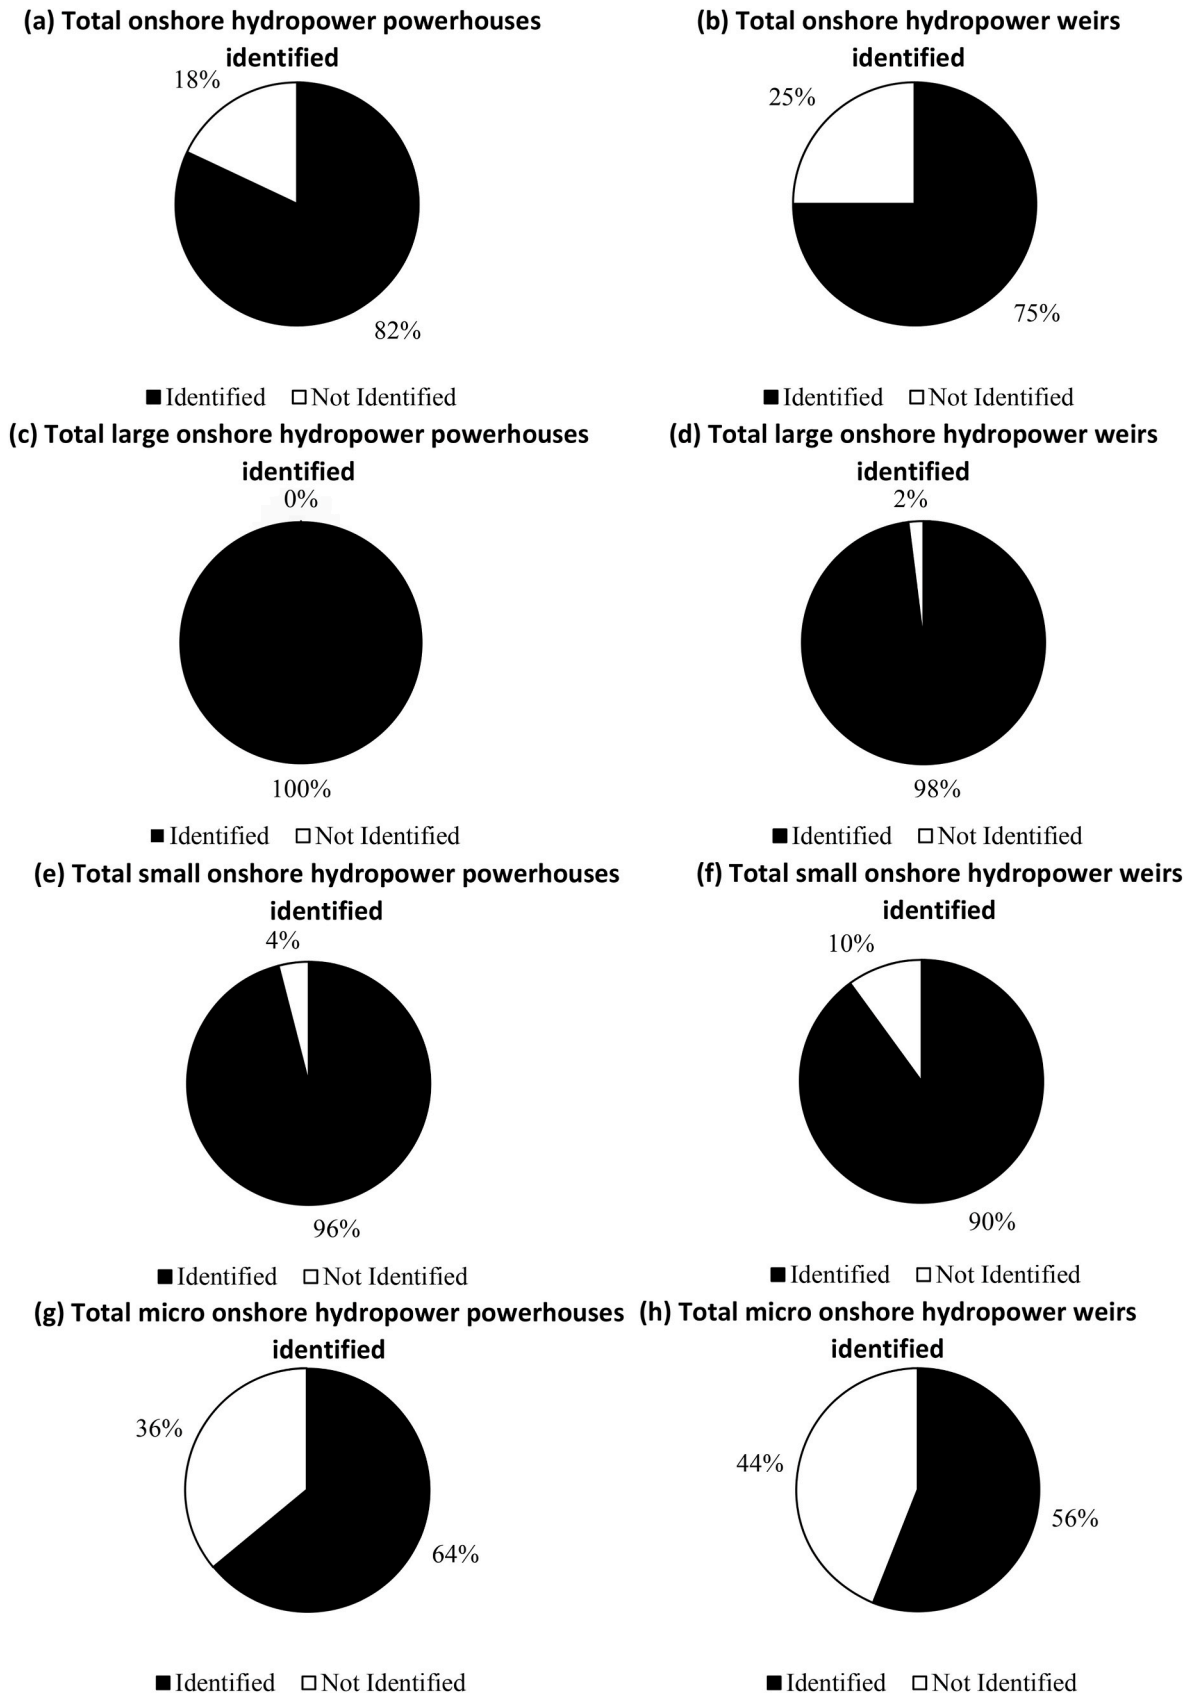 (a) Total onshore hydropower powerhouses
identified
18%
82%
Identified Not Identified
(b) Total onshore hydropower weirs
identified
25%
75%
Identified Not Identified
(c) Total large onshore hydropower powerhouses
identified
0%
100%
Identified Not Identified
(d) Total large onshore hydropower weirs
identified
2%
98%
Identified Not Identified
(e) Total small onshore hydropower powerhouses
identified
4%
96%
Identified Not Identified
(f) Total small onshore hydropower weirs
identified
10%
90%
Identified Not Identified
(g) Total micro onshore hydropower powerhouses
identified
36%
64%
Identified Not Identified
(h) Total micro onshore hydropower weirs
identified
44%
56%
Identified Not Identified